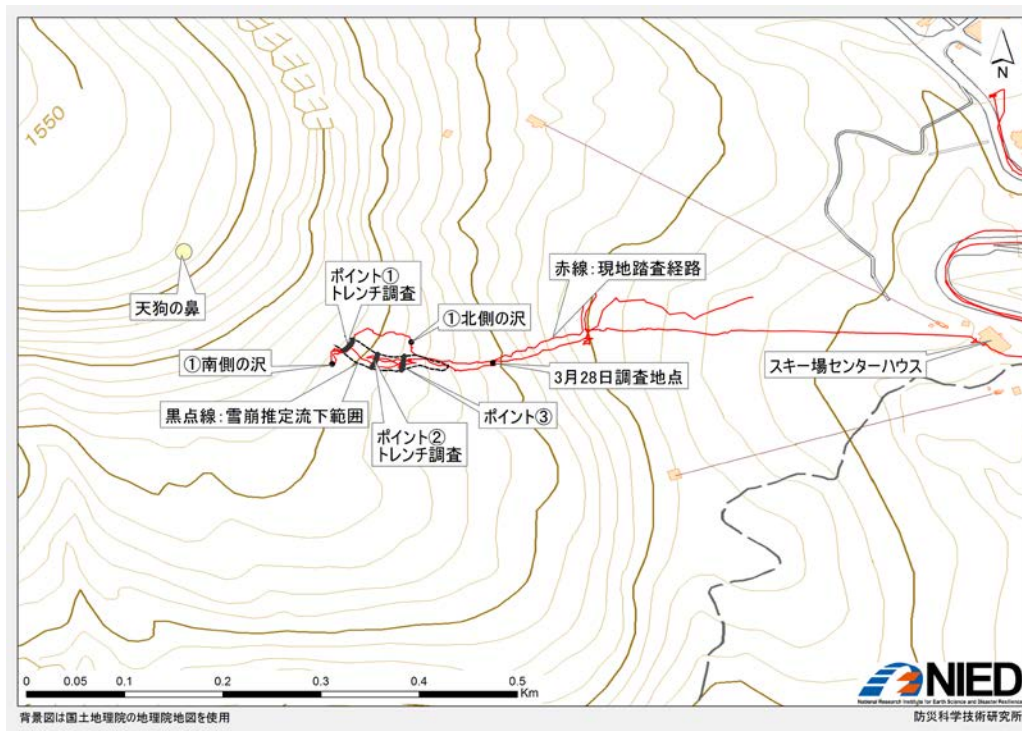 1550
N
天狗の鼻
ポイント①
トレンチ調査
①北側の沢
赤線:現地踏査経路
①南側の沢
3月28日調査地点
スキー場センターハウス
黒点線:雪崩推定流下範囲
ポイント②
トレンチ調査
ポイント③
0 0.05 0.1 0.2 0.3 0.4 0.5
Km
NIED
National Research Institute for Earth Science and Disaster Resilience
背景図は国土地理院の地理院地図を使用
防災科学技術研究所